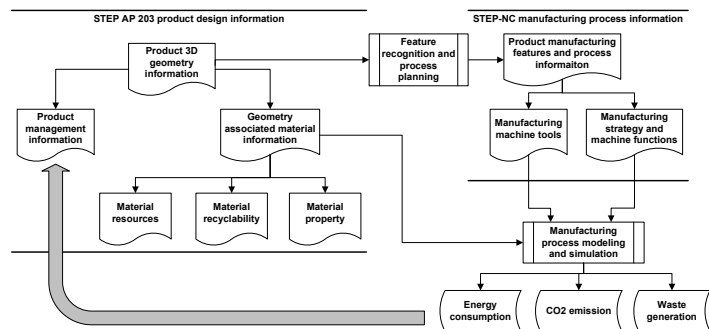 STEP AP 203 product design information
STEP-NC manufacturing process information
Product 3D
geometry
information
Feature
recognition and
process
planning
Product manufacturing
features and process
informaiton
Product
management
information
Geometry
associated material
information
Manufacturing
machine tools
Manufacturing
strategy and
machine functions
Material
resources
Material
recyclability
Material
property
Manufacturing
process modeling
and simulation
Energy
consumption
CO2 emission
Waste
generation